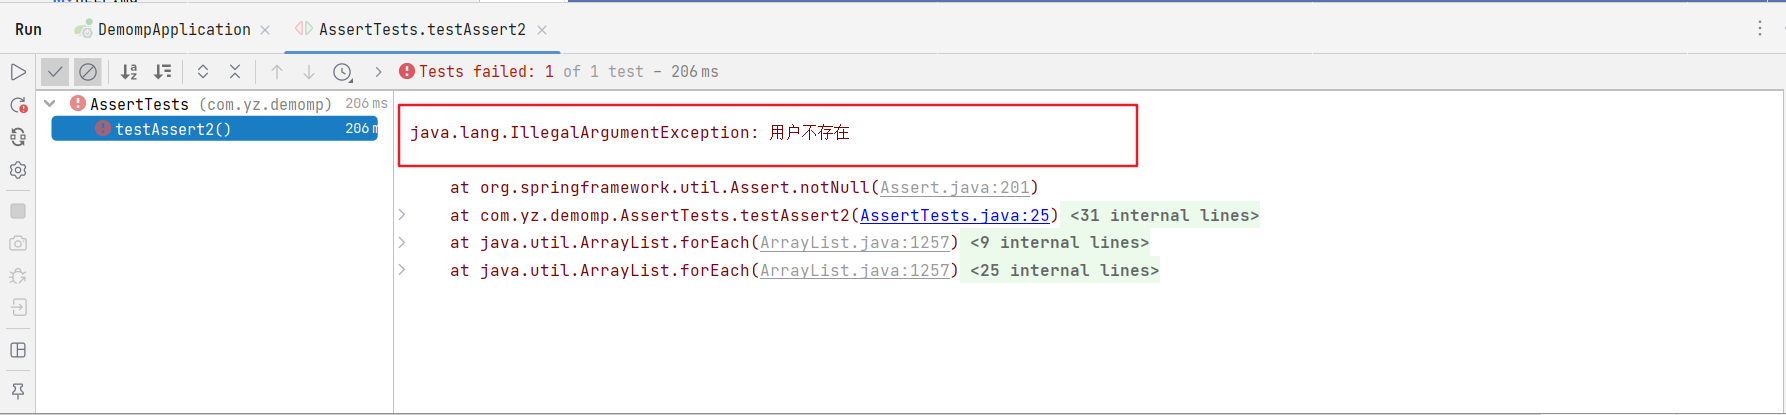 Run DemompApplication AssertTests.testAssert2
Tests failed: 1 of 1 test – 206 ms
AssertTests (com.yz.demomp) 206 ms
testAssert2() 206 m
java.lang.IllegalArgumentException: 用户不存在
at org.springframework.util.Assert.notNull(Assert.java:201)
at com.yz.demomp.AssertTests.testAssert2(AssertTests.java:25) <31 internal lines>
at java.util.ArrayList.forEach(ArrayList.java:1257) <9 internal lines>
at java.util.ArrayList.forEach(ArrayList.java:1257) <25 internal lines>